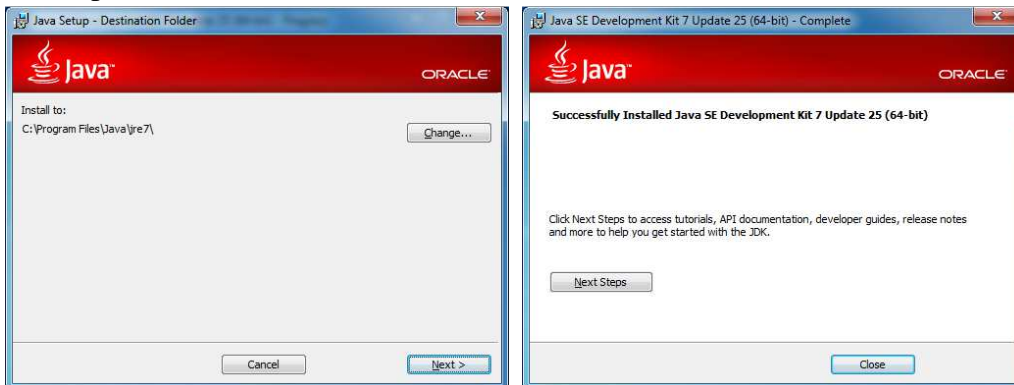 Java Setup - Destination Folder
Java™
ORACLE
Install to:
C:\Program Files\Java\jre7\
Change...
Cancel
Next >
Java SE Development Kit 7 Update 25 (64-bit) - Complete
Java™
ORACLE
Successfully Installed Java SE Development Kit 7 Update 25 (64-bit)
Click Next Steps to access tutorials, API documentation, developer guides, release notes
and more to help you get started with the JDK.
Next Steps
Close